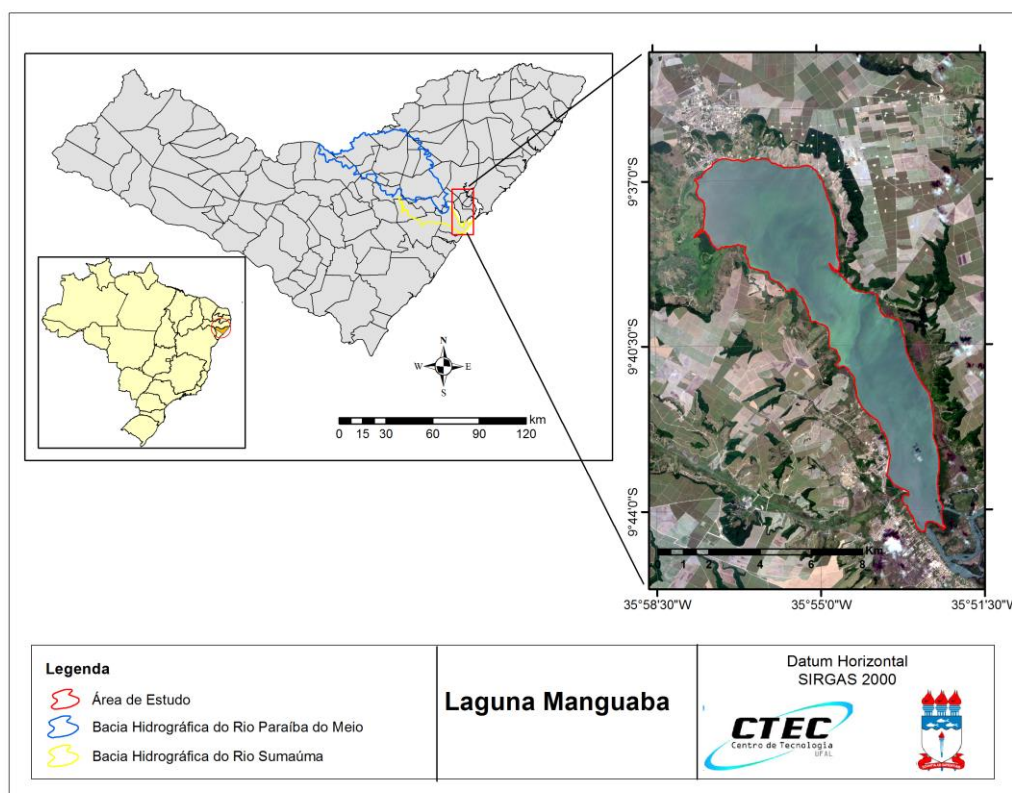 N
W E
S
km
0 15 30 60 90 120
9°37'0"S
9°40'30"S
9°44'0"S
Km
0 1 2 4 6 8
35°58'30"W 35°55'0"W 35°51'30"W
Legenda
Área de Estudo
Bacia Hidrográfica do Rio Paraíba do Meio
Bacia Hidrográfica do Rio Sumaúma
Laguna Manguaba
Datum Horizontal
SIRGAS 2000
CTEC
Centro de Tecnologia
UFAL